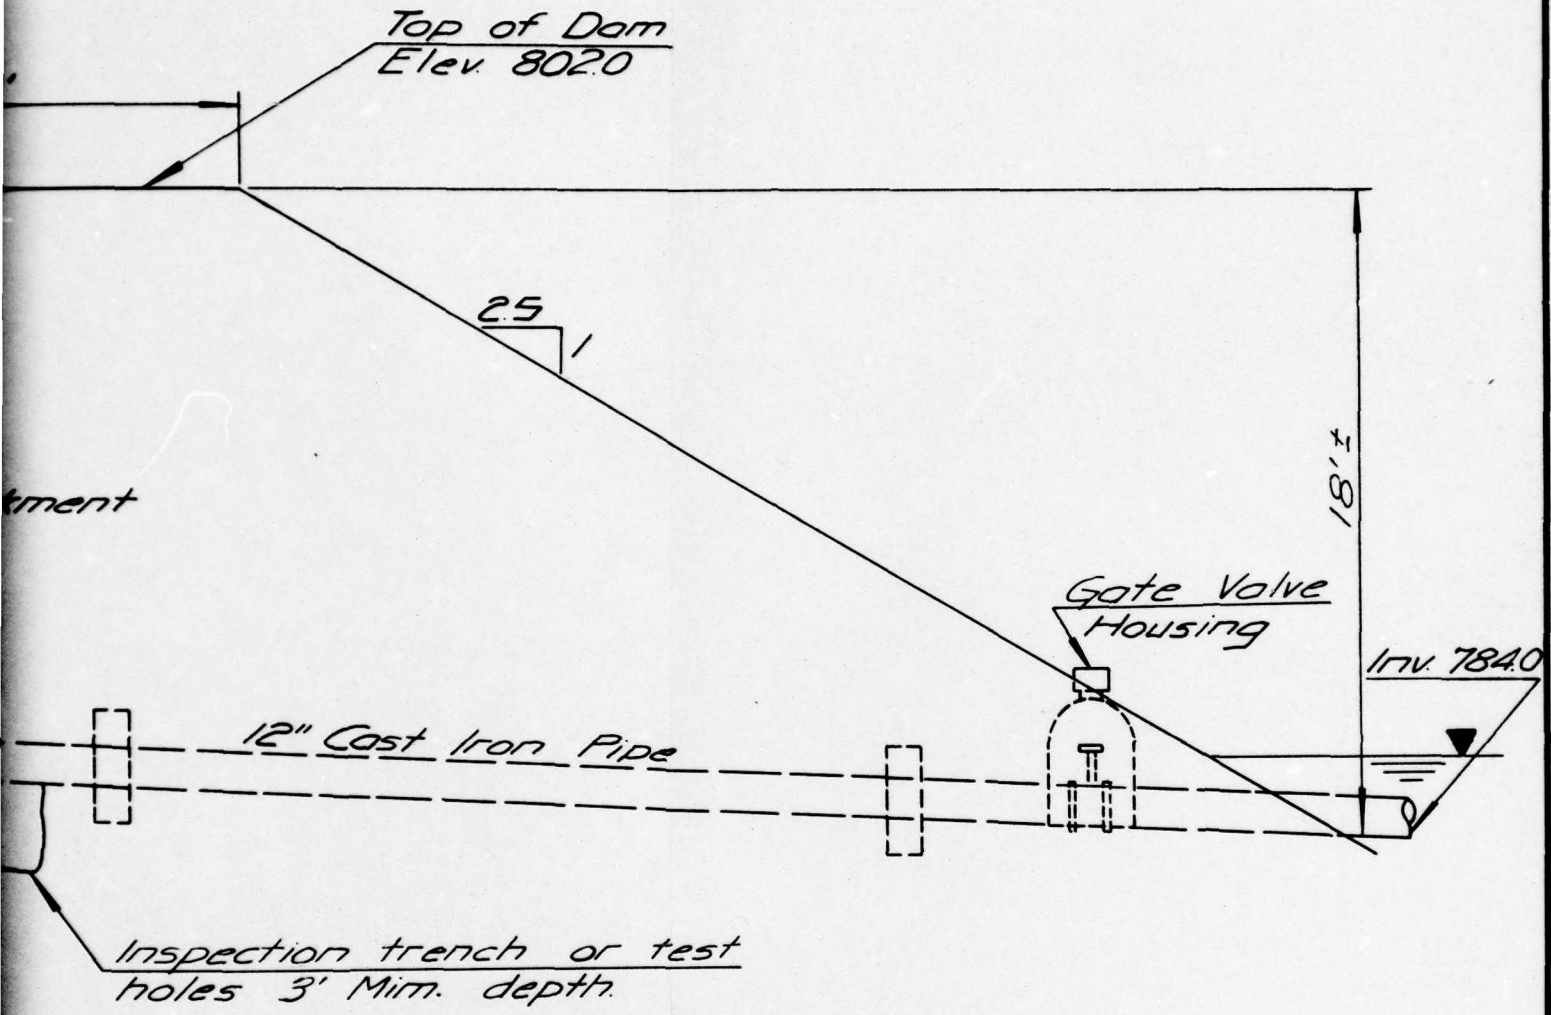 Top of Dam
Elev. 802.0
2.5
1
18'±
Gate Valve
Housing
Inv. 784.0
12" Cast Iron Pipe
Inspection trench or test
holes 3' Mim. depth.